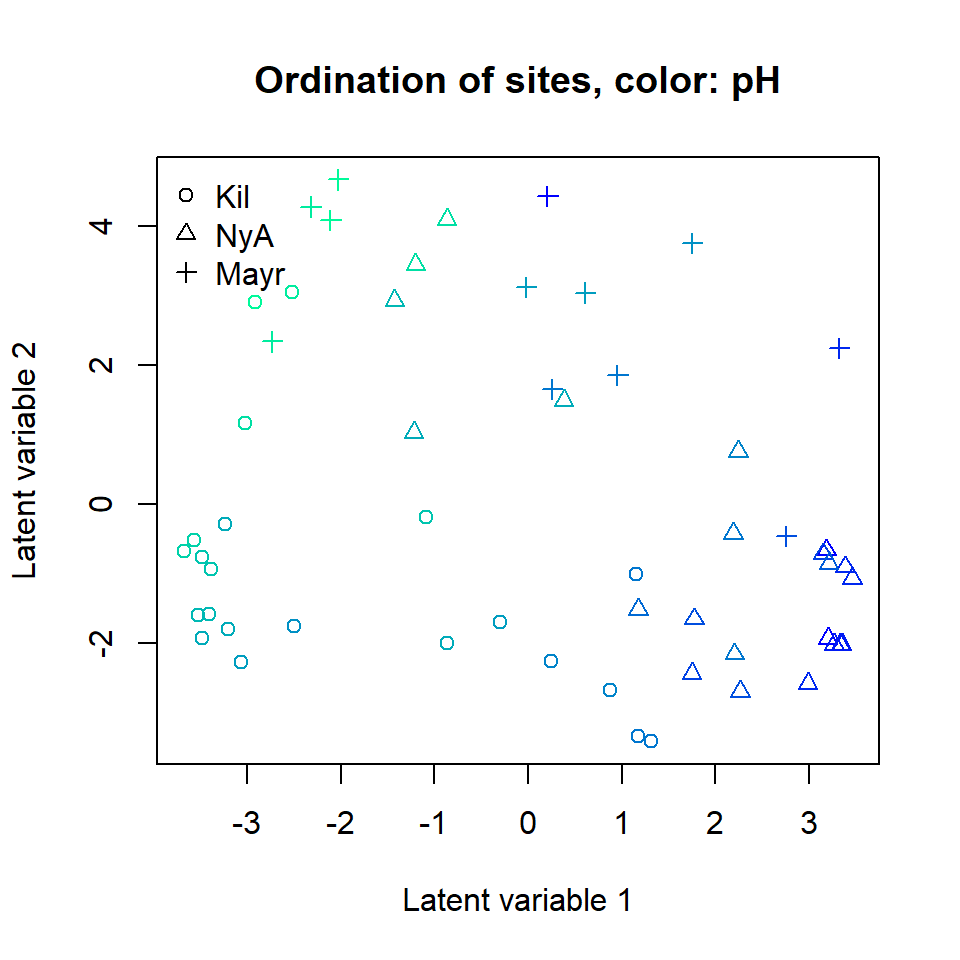 Ordination of sites, color: pH
Kil
NyA
Mayr
Latent variable 2
4
2
0
-2
-3 -2 -1 0 1 2 3
Latent variable 1